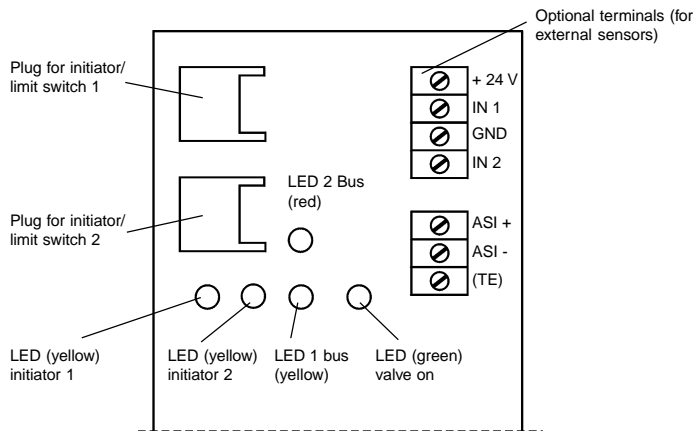 Optional terminals (for
external sensors)
Plug for initiator/
limit switch 1
+ 24 V
IN 1
GND
IN 2
LED 2 Bus
(red)
Plug for initiator/
limit switch 2
ASI +
ASI -
(TE)
LED (yellow)
initiator 1
LED (yellow)
initiator 2
LED 1 bus
(yellow)
LED (green)
valve on